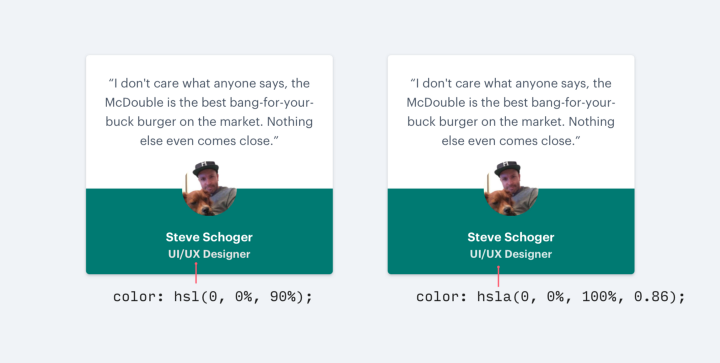 “I don't care what anyone says, the
McDouble is the best bang-for-your-
buck burger on the market. Nothing
else even comes close.”
Steve Schoger
UI/UX Designer
color: hsl(0, 0%, 90%);
“I don't care what anyone says, the
McDouble is the best bang-for-your-
buck burger on the market. Nothing
else even comes close.”
Steve Schoger
UI/UX Designer
color: hsla(0, 0%, 100%, 0.86);